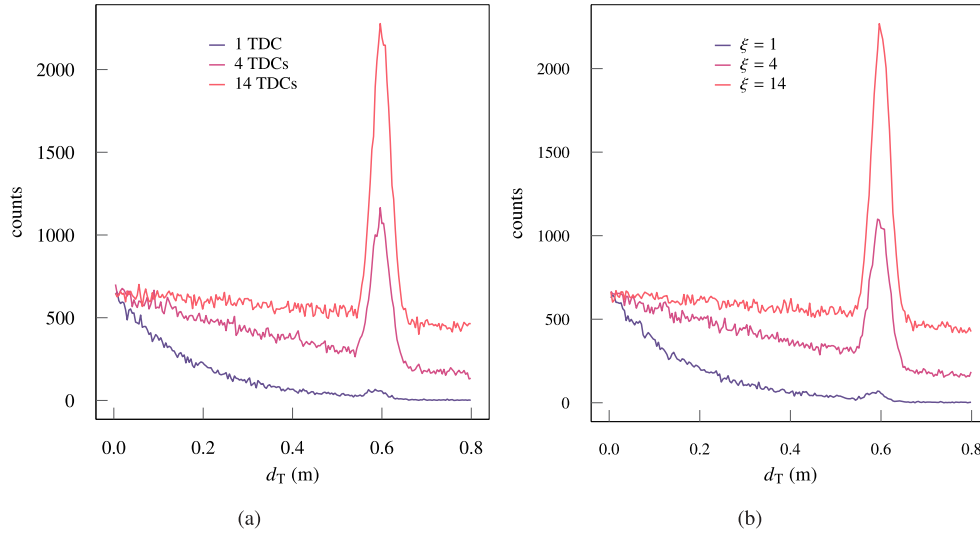 1 TDC
4 TDCs
14 TDCs
2000
1500
1000
500
0
counts
0.0 0.2 0.4 0.6 0.8
d_T (m)
(a)
ξ = 1
ξ = 4
ξ = 14
2000
1500
1000
500
0
counts
0.0 0.2 0.4 0.6 0.8
d_T (m)
(b)